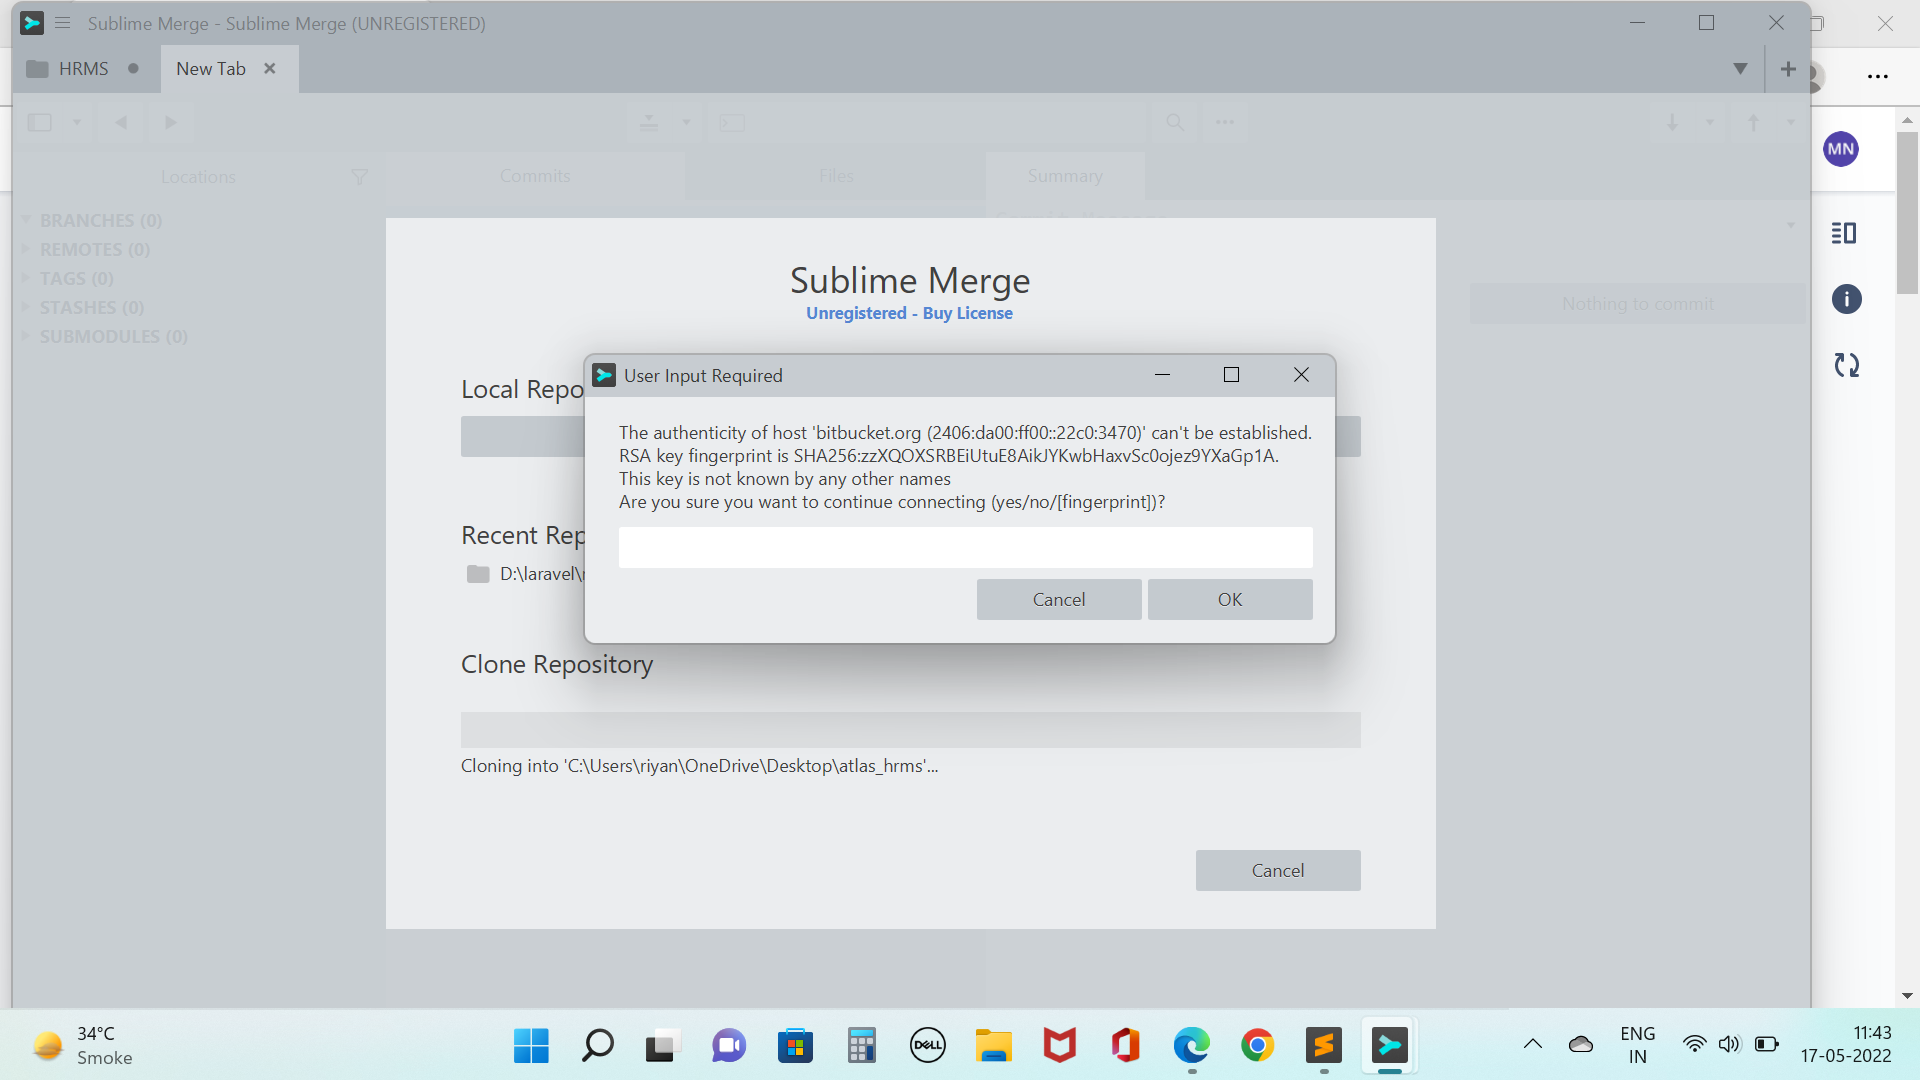 Sublime Merge - Sublime Merge (UNREGISTERED)
HRMS
New Tab
Locations
Commits
Files
Summary
BRANCHES (0)
REMOTES (0)
TAGS (0)
STASHES (0)
SUBMODULES (0)
Nothing to commit
MN
Sublime Merge
Unregistered - Buy License
Local Repo
Recent Rep
D:\laravel\
User Input Required
The authenticity of host 'bitbucket.org (2406:da00:ff00::22c0:3470)' can't be established.
RSA key fingerprint is SHA256:zzXQOXSRBEiUtuE8AikJYKwbHaxvSc0ojez9YXaGp1A.
This key is not known by any other names
Are you sure you want to continue connecting (yes/no/[fingerprint])?
Cancel
OK
Clone Repository
Cloning into 'C:\Users\riyan\OneDrive\Desktop\atlas_hrms'...
Cancel
34°C
Smoke
DELL
ENG
IN
11:43
17-05-2022